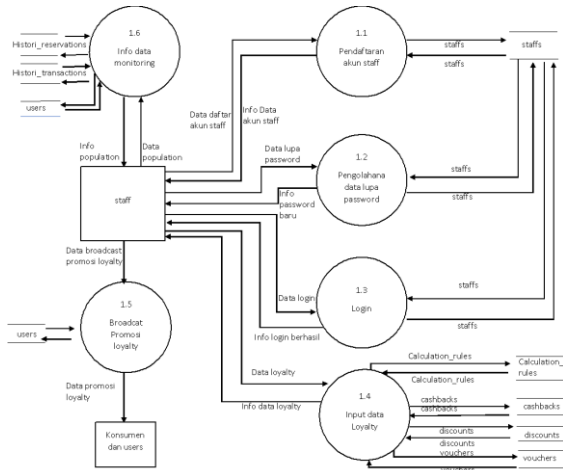 1.6
Info data
monitoring
Histori_reservations
Histori_transactions
users
Info
population
Data
population
1.1
Pendaftaran
akun staff
staffs
staffs
staffs
Data daftar
akun staff
Info Data
akun staff
Data lupa
password
1.2
Pengolahana
data lupa
password
staffs
staffs
Info
password
baru
staff
Data broadcast
promosi loyalty
1.3
Login
staffs
staffs
Data login
Info login berhasil
1.5
Broadcat
Promosi
loyalty
users
Data promosi
loyalty
Konsumen
dan users
Data loyalty
Info data loyalty
1.4
Input data
Loyalty
Calculation_rules
Calculation_rules
Calculation_
rules
cashbacks
cashbacks
cashbacks
discounts
discounts
discounts
vouchers
vouchers